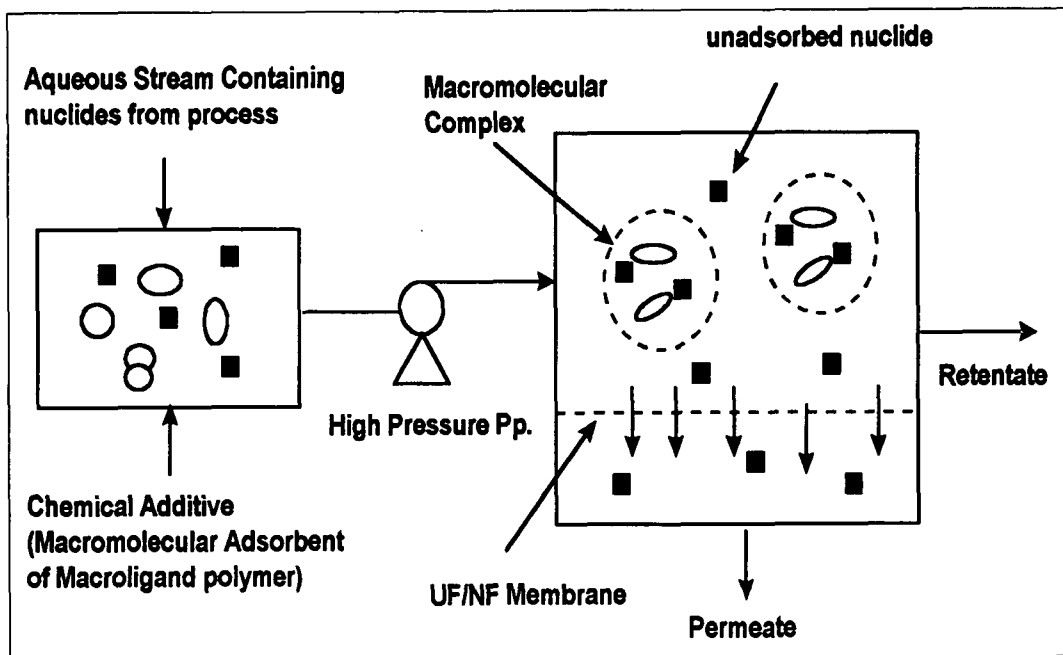 unadsorbed nuclide
Aqueous Stream Containing
nuclides from process
Macromolecular
Complex
High Pressure Pp.
Retentate
Chemical Additive
(Macromolecular Adsorbent
of Macroligand polymer)
UF/NF Membrane
Permeate